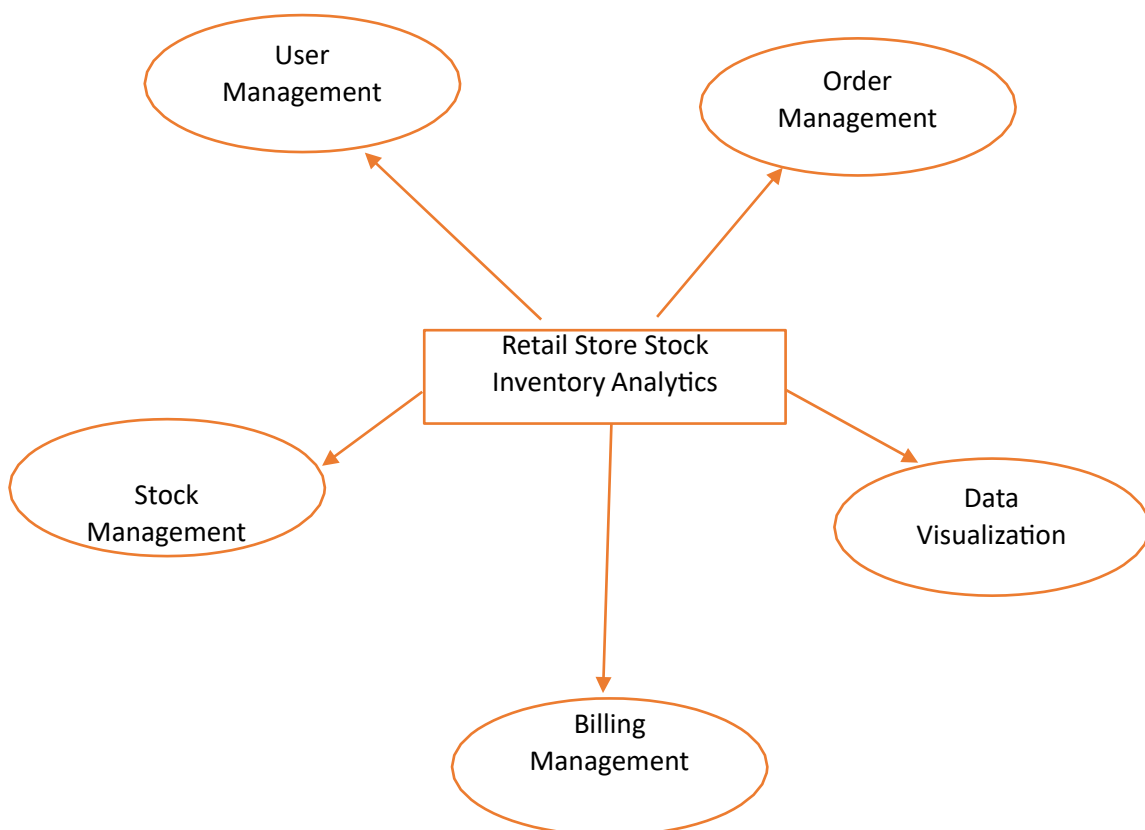 User
Management
Order
Management
Retail Store Stock
Inventory Analytics
Stock
Management
Data
Visualization
Billing
Management